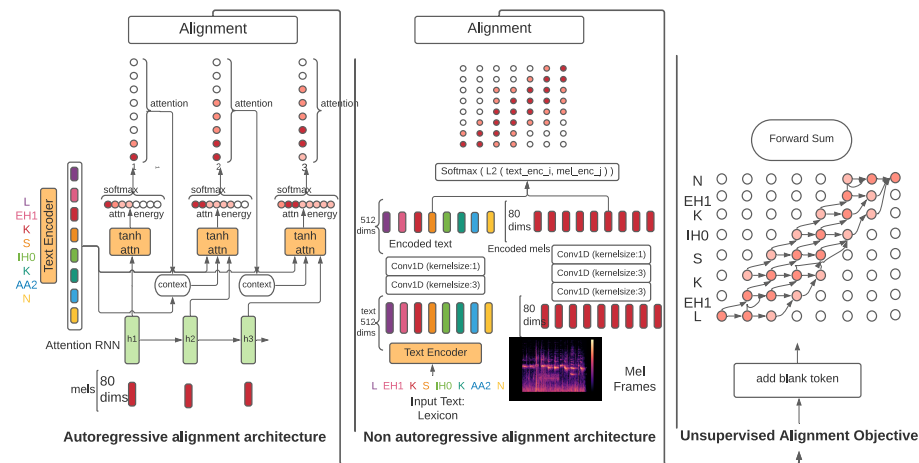 Alignment
attention
attention
attention
1
2
3
softmax
softmax
softmax
attn energy
attn energy
attn energy
tanh
attn
tanh
attn
tanh
attn
Text Encoder
L
EH1
K
S
IH0
K
AA2
N
context
context
Attention RNN
h1
h2
h3
mels
80
dims
Autoregressive alignment architecture
Alignment
Softmax ( L2 ( text_enc_i, mel_enc_j ) )
512
dims
80
dims
Encoded text
Encoded mels
Conv1D (kernelsize:1)
Conv1D (kernelsize:3)
Conv1D (kernelsize:1)
Conv1D (kernelsize:3)
Conv1D (kernelsize:3)
text
512
dims
80
dims
Text Encoder
L EH1 K S IH0 K AA2 N
Input Text:
Lexicon
Mel
Frames
Non autoregressive alignment architecture
Forward Sum
N
EH1
K
IH0
S
K
EH1
L
add blank token
Unsupervised Alignment Objective